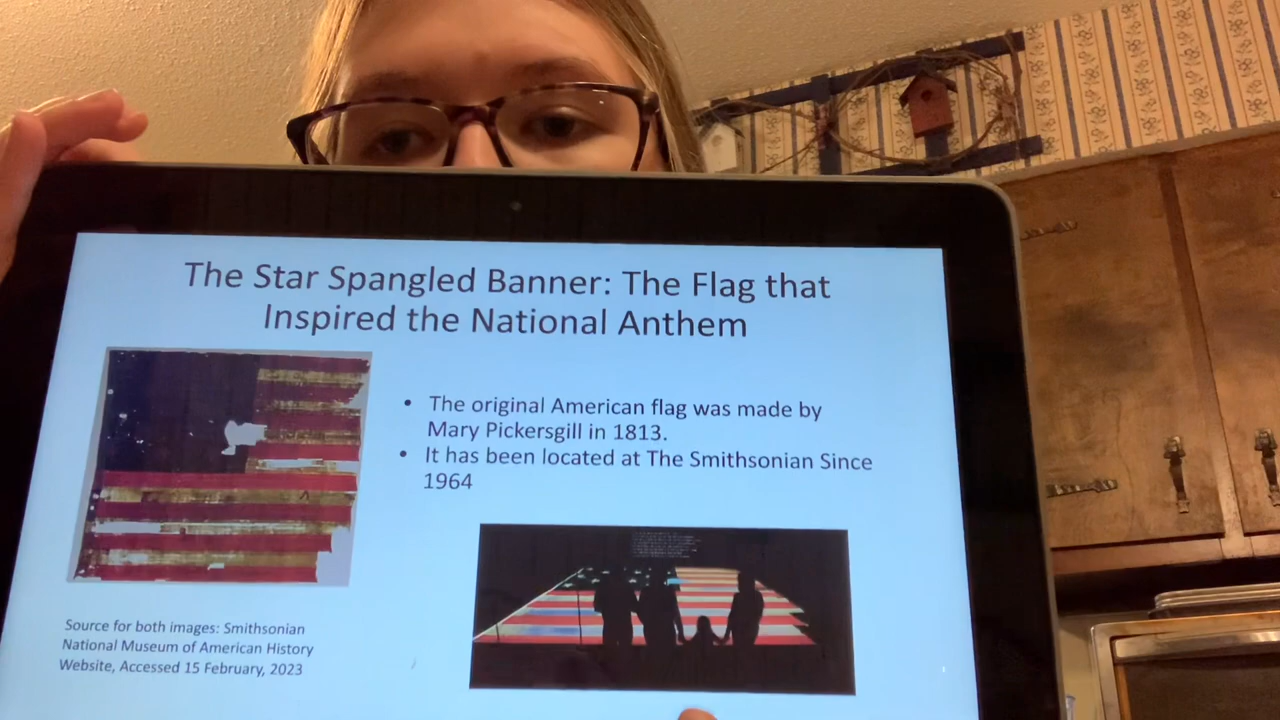 The Star Spangled Banner: The Flag that
Inspired the National Anthem
• The original American flag was made by
Mary Pickersgill in 1813.
• It has been located at The Smithsonian Since
1964
Source for both images: Smithsonian
National Museum of American History
Website, Accessed 15 February, 2023